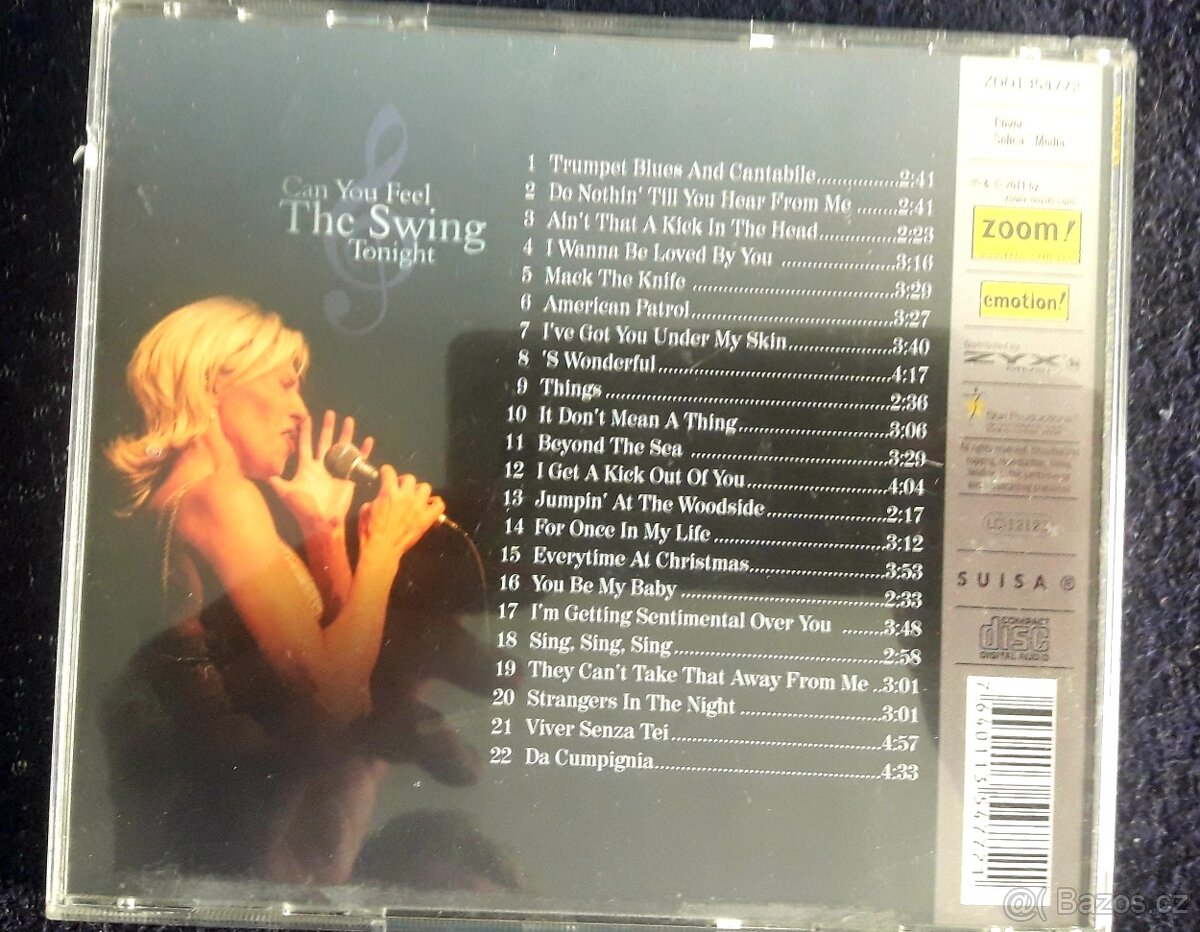 Can You Feel
The Swing
Tonight
1 Trumpet Blues And Cantabile..............2:41
2 Do Nothin' Till You Hear From Me ........2:41
3 Ain't That A Kick In The Head..............2:23
4 I Wanna Be Loved By You ....................3:16
5 Mack The Knife ....................................3:29
6 American Patrol....................................3:27
7 I've Got You Under My Skin..................3:40
8 'S Wonderful.........................................4:17
9 Things...................................................2:36
10 It Don't Mean A Thing..........................3:06
11 Beyond The Sea ...................................3:29
12 I Get A Kick Out Of You........................4:04
13 Jumpin' At The Woodside.....................2:17
14 For Once In My Life..............................3:12
15 Everytime At Christmas........................3:53
16 You Be My Baby ...................................2:33
17 I'm Getting Sentimental Over You ........3:48
18 Sing, Sing, Sing.....................................2:58
19 They Can't Take That Away From Me ..3:01
20 Strangers In The Night .........................3:01
21 Viver Senza Tei.....................................4:57
22 Da Cumpignia........................................4:33
ZOO1354772
Cover
Media
zoom!
emotion!
Distributed by
ZYX
SUISA ®
COMPACT
disc
DIGITAL AUDIO
7640113547721
@( Bazos.cz